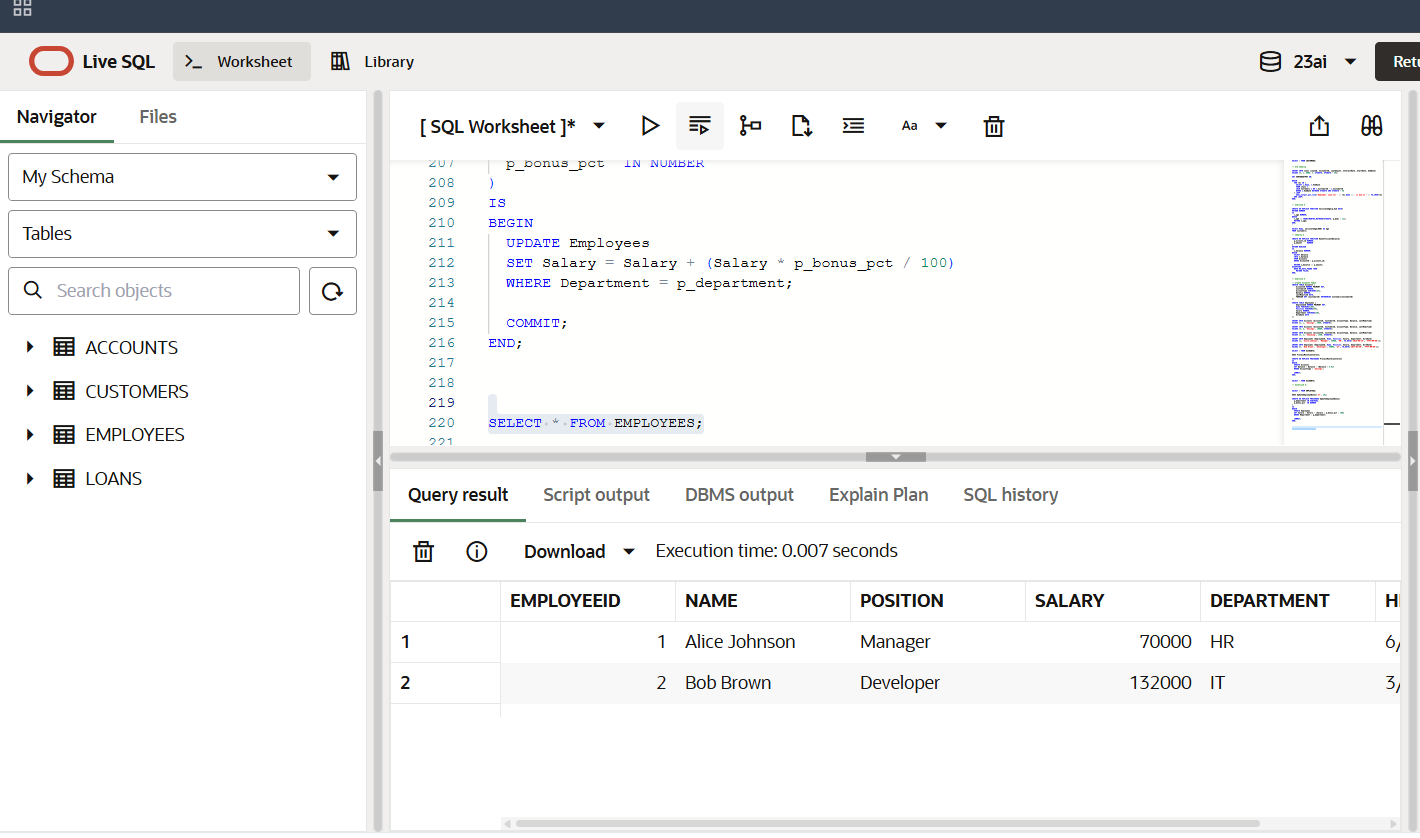 Live SQL
Worksheet
Library
23ai
Navigator
Files
My Schema
Tables
Search objects
ACCOUNTS
CUSTOMERS
EMPLOYEES
LOANS
[ SQL Worksheet ]*
Aa
207 p_bonus_pct IN NUMBER
208 )
209 IS
210 BEGIN
211 UPDATE Employees
212 SET Salary = Salary + (Salary * p_bonus_pct / 100)
213 WHERE Department = p_department;
214
215 COMMIT;
216 END;
217
218
219
220 SELECT * FROM EMPLOYEES;
221
Query result Script output DBMS output Explain Plan SQL history
Download Execution time: 0.007 seconds
EMPLOYEEID NAME POSITION SALARY DEPARTMENT
1 1 Alice Johnson Manager 70000 HR 6/
2 2 Bob Brown Developer 132000 IT 3/